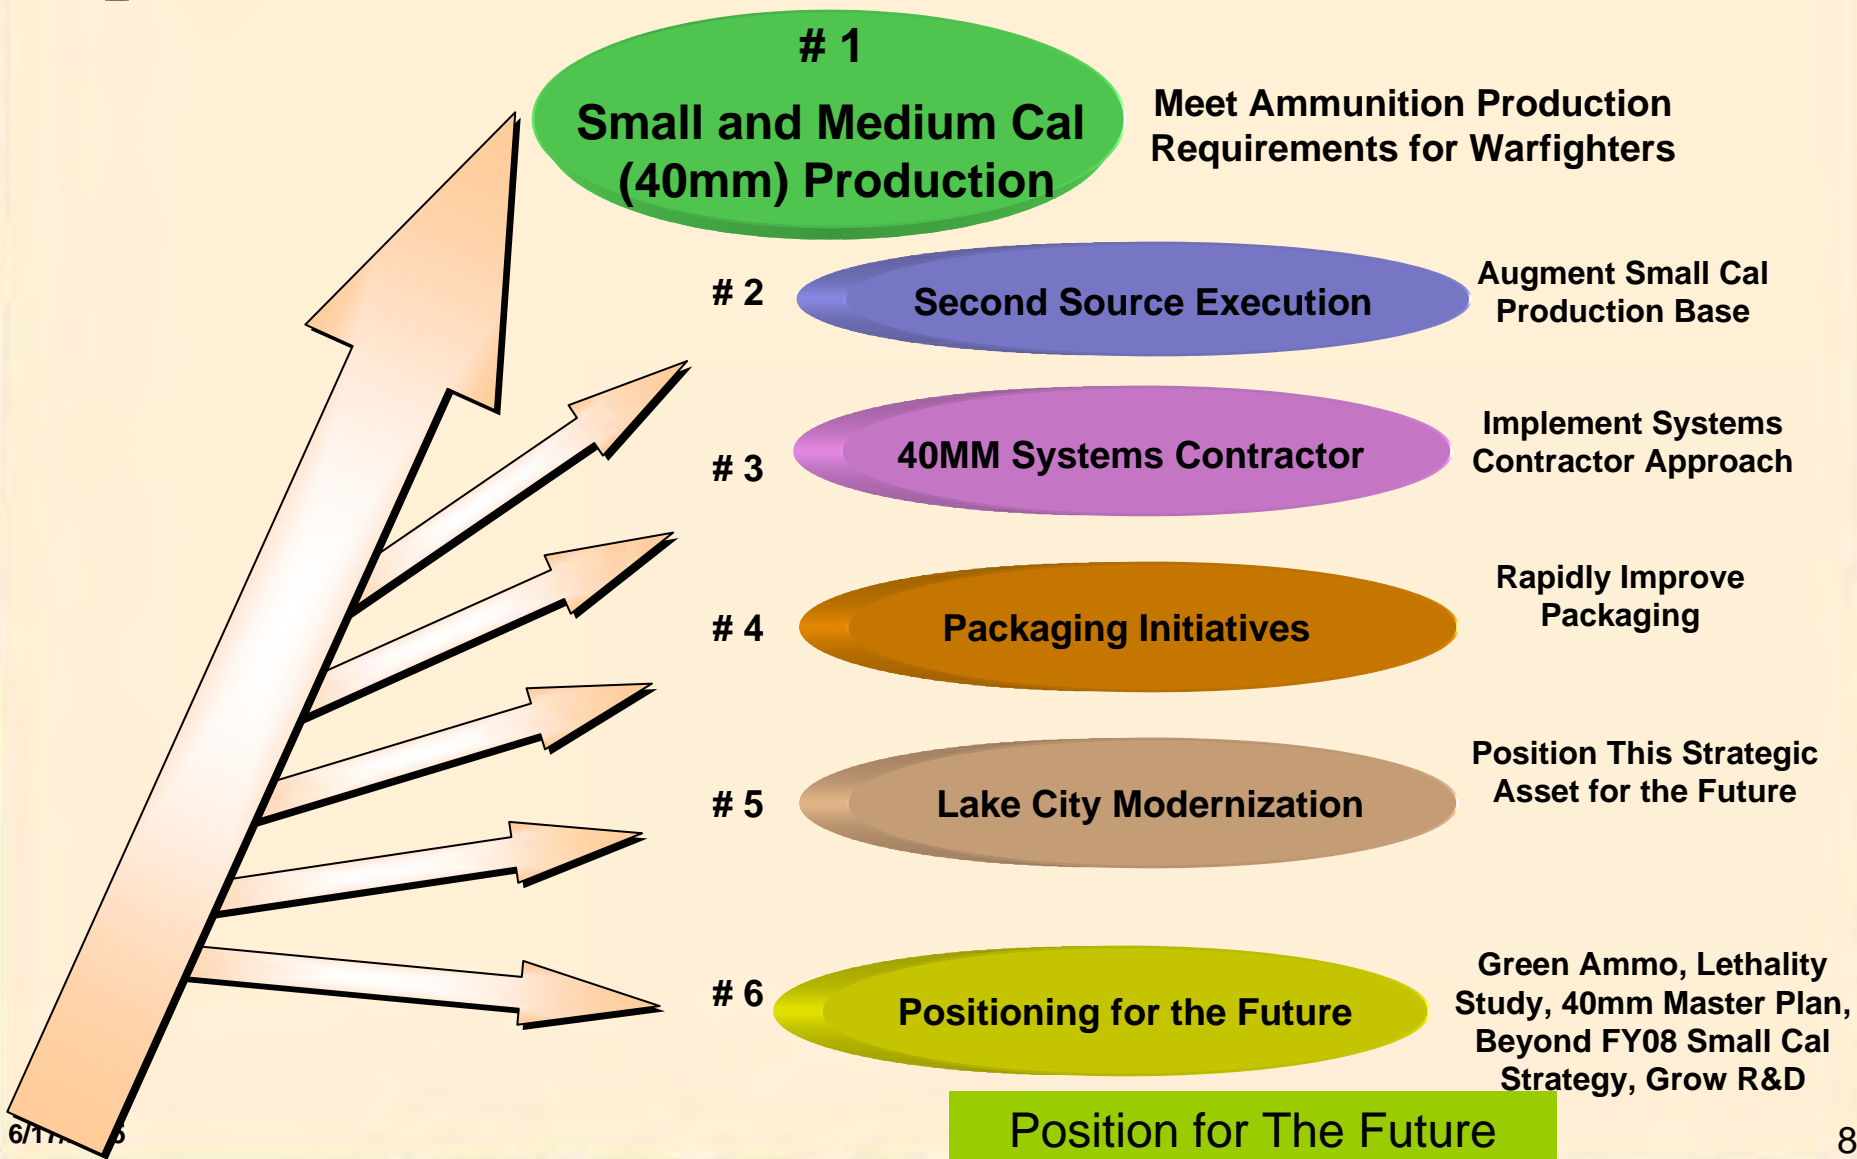 # 1
Small and Medium Cal
(40mm) Production
Meet Ammunition Production
Requirements for Warfighters
# 2
Second Source Execution
Augment Small Cal
Production Base
# 3
40MM Systems Contractor
Implement Systems
Contractor Approach
# 4
Packaging Initiatives
Rapidly Improve
Packaging
# 5
Lake City Modernization
Position This Strategic
Asset for the Future
# 6
Positioning for the Future
Green Ammo, Lethality
Study, 40mm Master Plan,
Beyond FY08 Small Cal
Strategy, Grow R&D
Position for The Future
8